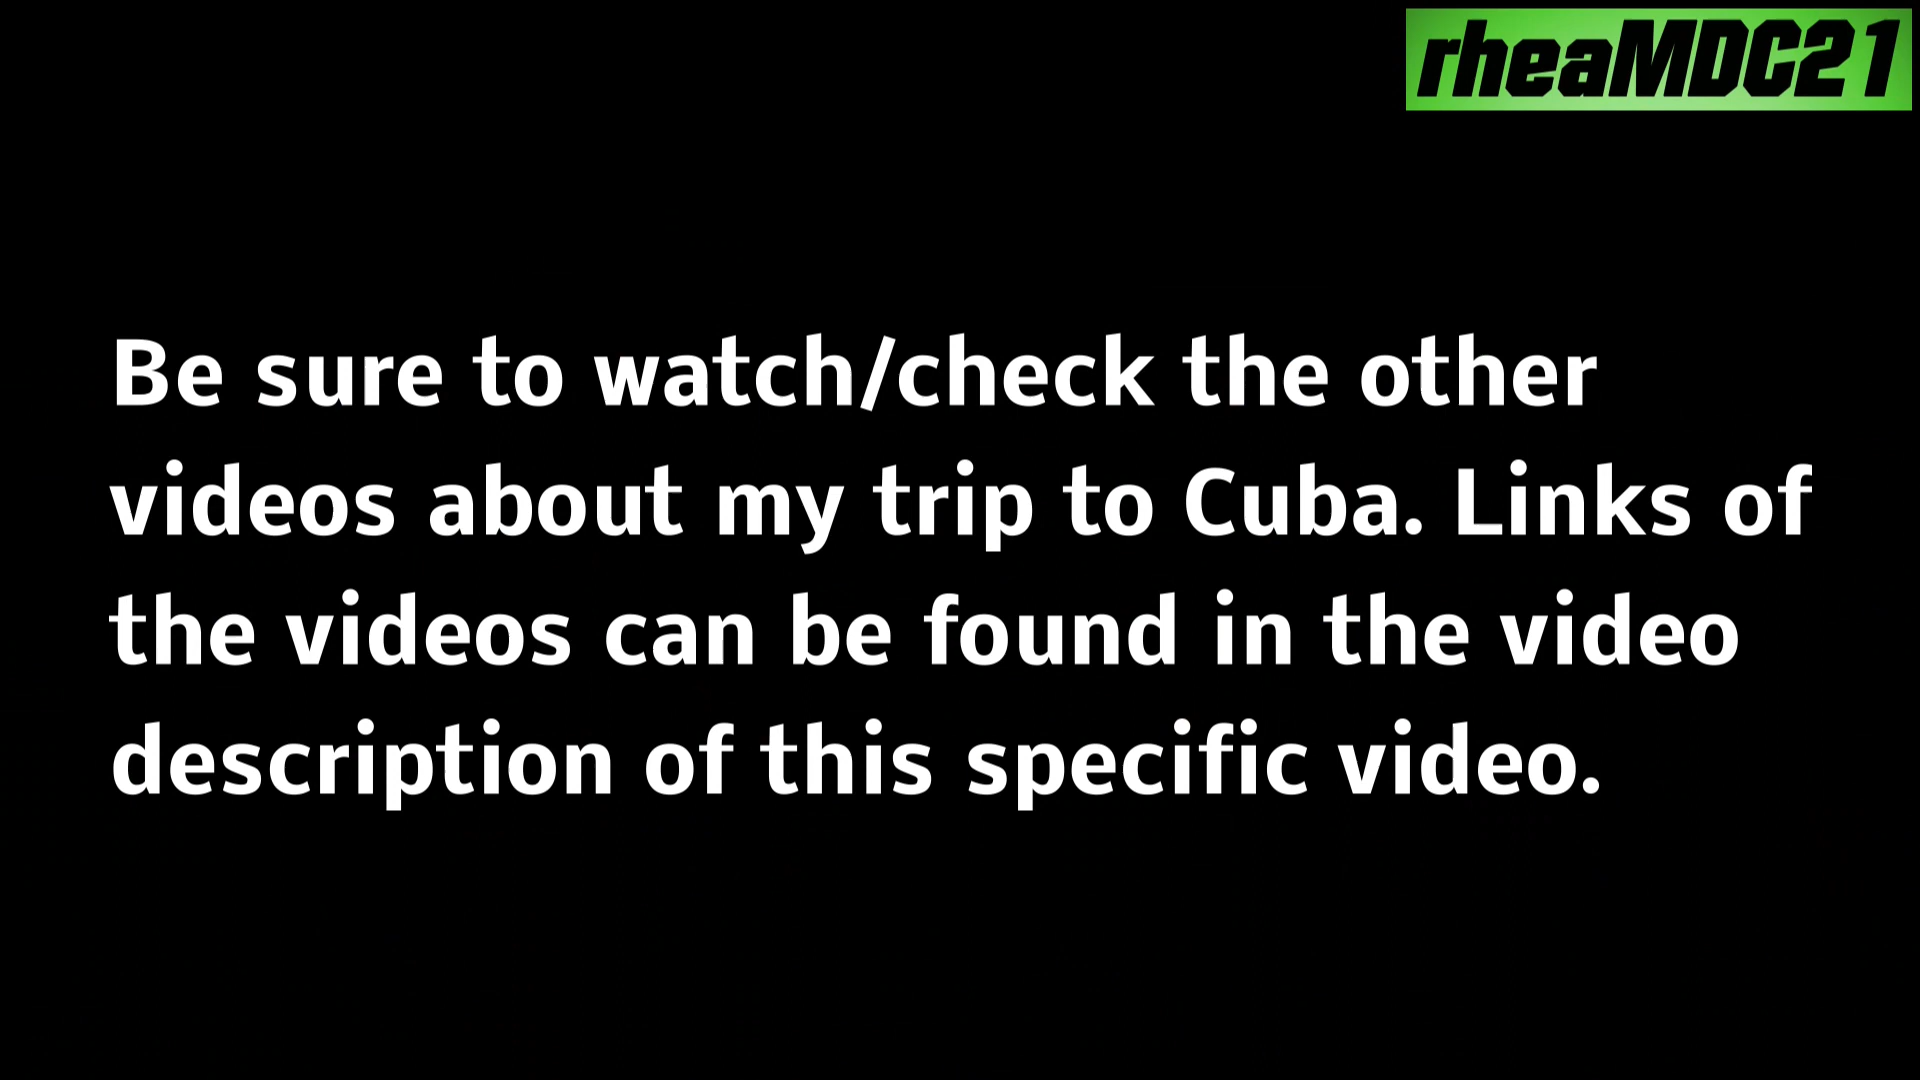 rheaMDC21
Be sure to watch/check the other
videos about my trip to Cuba. Links of
the videos can be found in the video
description of this specific video.